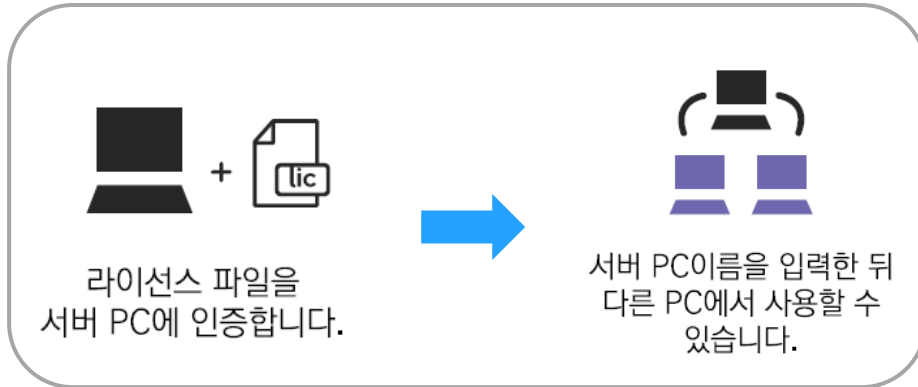 +
lic
라이선스 파일을
서버 PC에 인증합니다.
서버 PC이름을 입력한 뒤
다른 PC에서 사용할 수
있습니다.